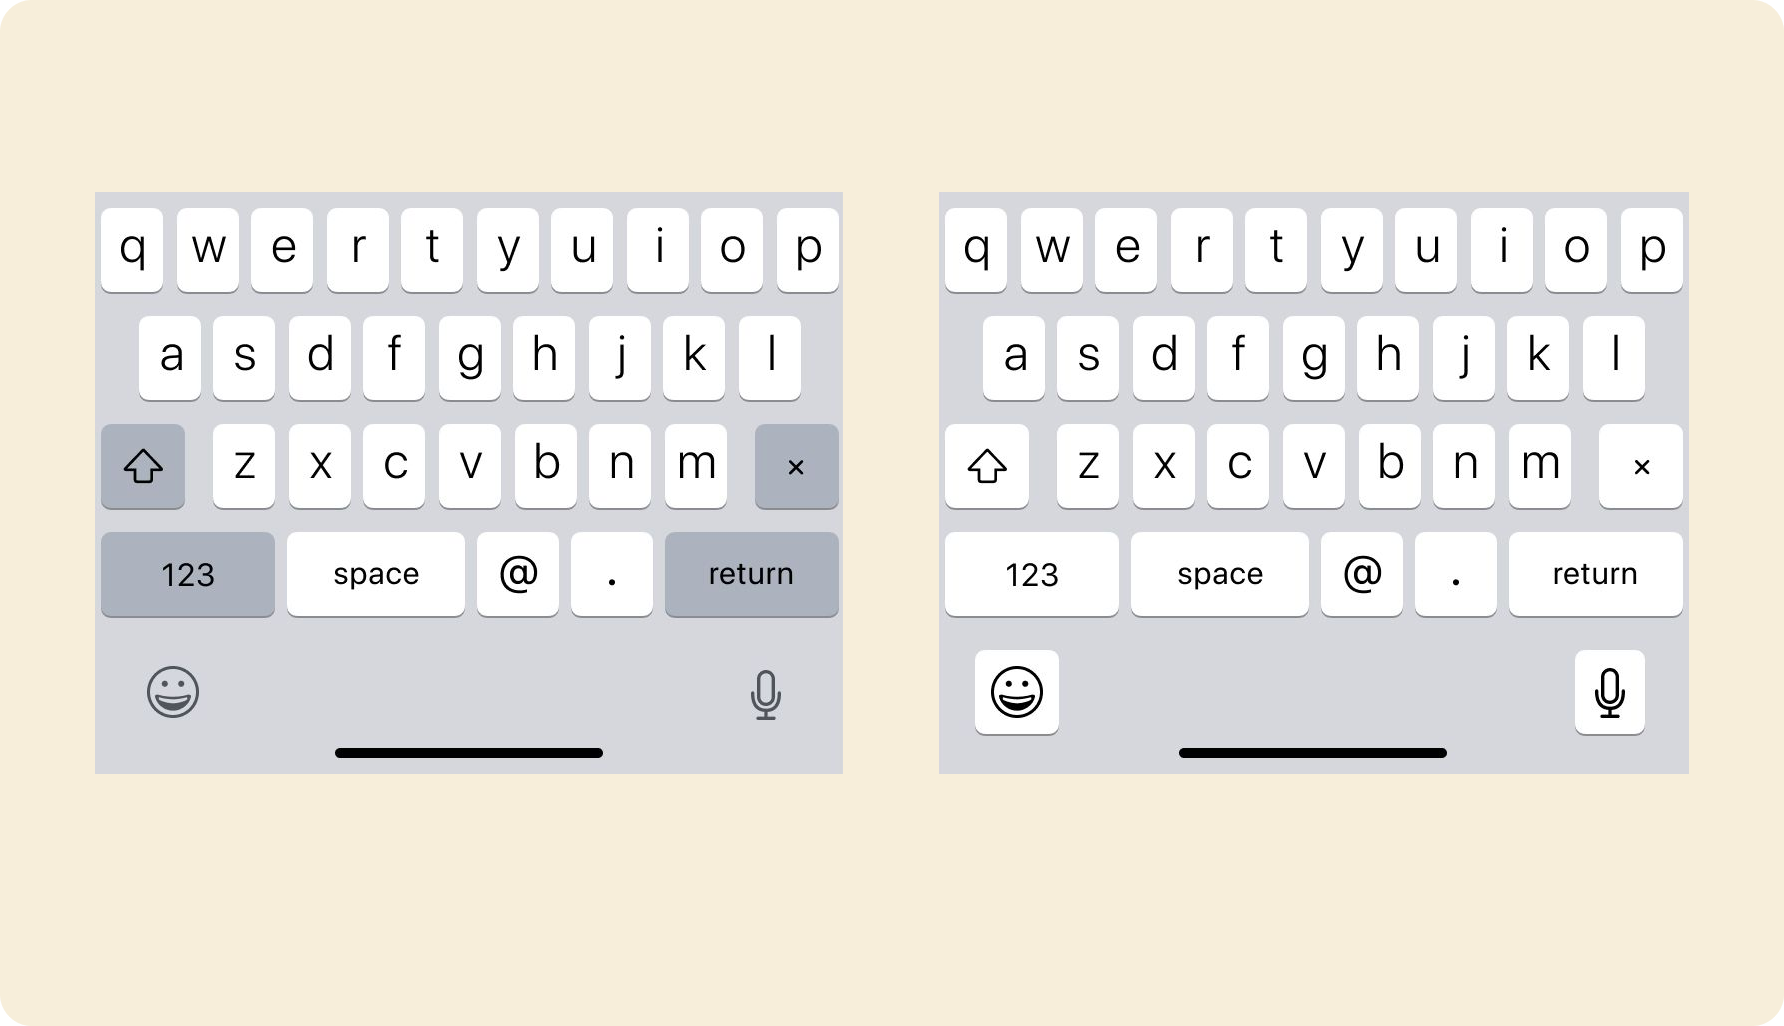 q w e r t y u i o p
a s d f g h j k l
z x c v b n m ×
123 space @ . return
q w e r t y u i o p
a s d f g h j k l
z x c v b n m ×
123 space @ . return